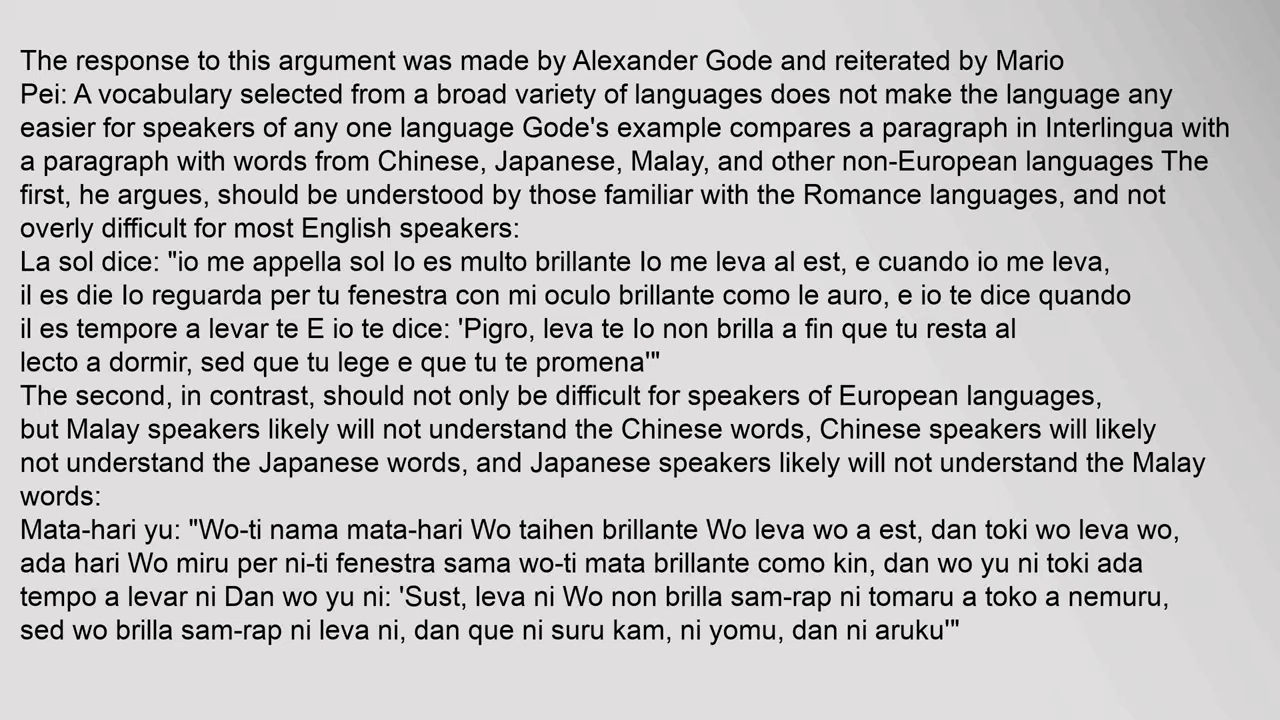 The response to this argument was made by Alexander Gode and reiterated by Mario
Pei: A vocabulary selected from a broad variety of languages does not make the language any
easier for speakers of any one language Gode's example compares a paragraph in Interlingua with
a paragraph with words from Chinese, Japanese, Malay, and other non-European languages The
first, he argues, should be understood by those familiar with the Romance languages, and not
overly difficult for most English speakers:
La sol dice: "io me appella sol Io es multo brillante Io me leva al est, e cuando io me leva,
il es die Io reguarda per tu fenestra con mi oculo brillante como le auro, e io te dice quando
il es tempore a levar te E io te dice: 'Pigro, leva te Io non brilla a fin que tu resta al
lecto a dormir, sed que tu lege e que tu te promena'"
The second, in contrast, should not only be difficult for speakers of European languages,
but Malay speakers likely will not understand the Chinese words, Chinese speakers will likely
not understand the Japanese words, and Japanese speakers likely will not understand the Malay
words:
Mata-hari yu: "Wo-ti nama mata-hari Wo taihen brillante Wo leva wo a est, dan toki wo leva wo,
ada hari Wo miru per ni-ti fenestra sama wo-ti mata brillante como kin, dan wo yu ni toki ada
tempo a levar ni Dan wo yu ni: 'Sust, leva ni Wo non brilla sam-rap ni tomaru a toko a nemuru,
sed wo brilla sam-rap ni leva ni, dan que ni suru kam, ni yomu, dan ni aruku'"